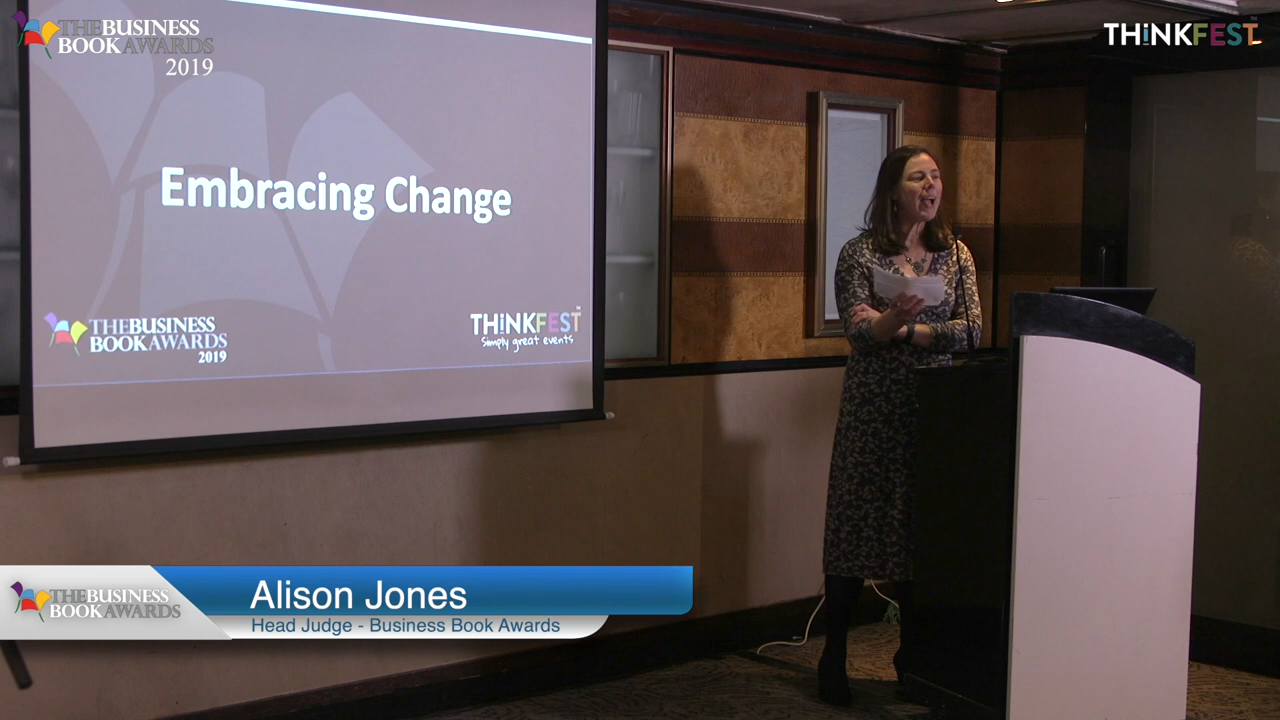 THE BUSINESS
BOOK AWARDS
2019
THiNKFEST
Embracing Change
THE BUSINESS
BOOK AWARDS
2019
THiNKFEST
Simply great events
THE BUSINESS
BOOK AWARDS
Alison Jones
Head Judge - Business Book Awards